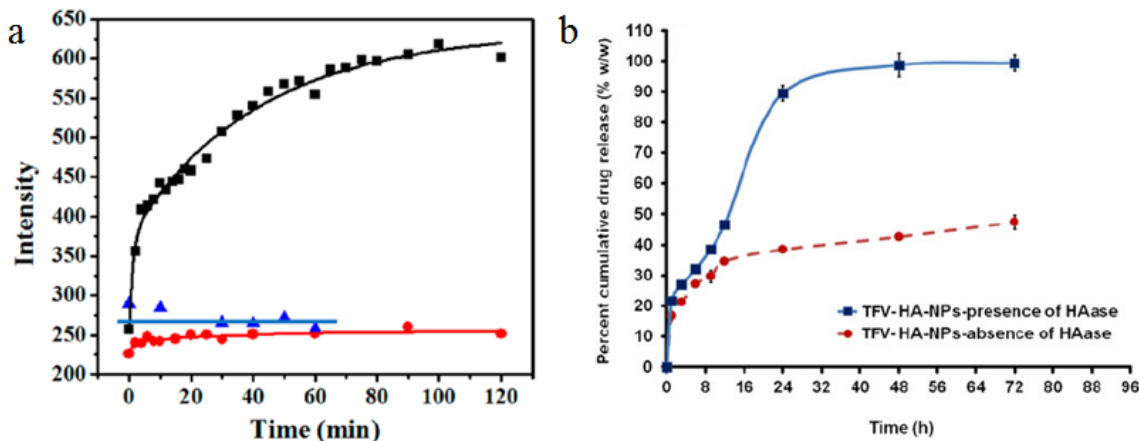 a
650
600
550
500
450
400
350
300
250
200
Intensity
0 20 40 60 80 100 120
Time (min)
b
110
100
90
80
70
60
50
40
30
20
10
0
Percent cumulative drug release (% w/w)
TFV-HA-NPs-presence of HAase
TFV-HA-NPs-absence of HAase
0 8 16 24 32 40 48 56 64 72 80 88 96
Time (h)